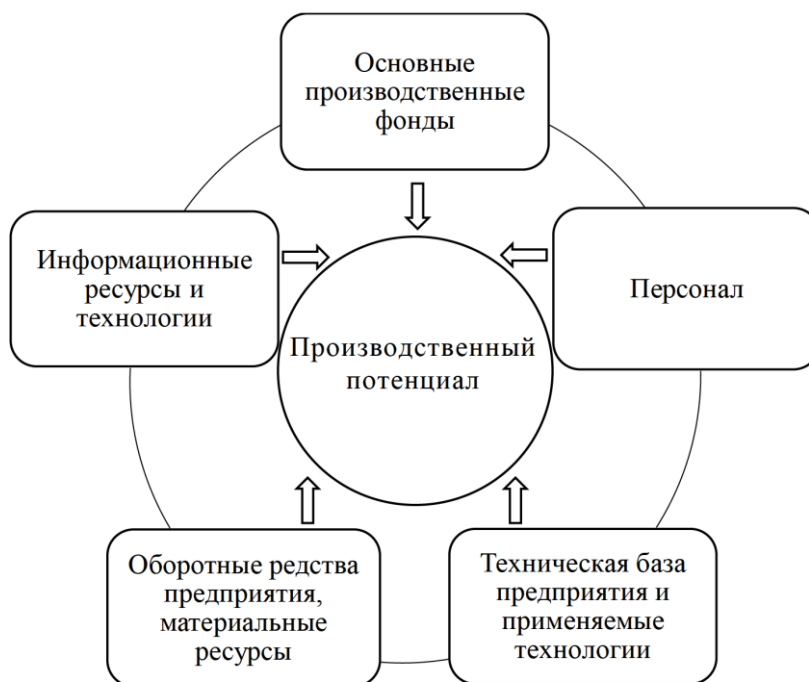 Основные
производственные
фонды
Информационные
ресурсы и
технологии
Персонал
Производственный
потенциал
Оборотные редства
предприятия,
материальные
ресурсы
Техническая база
предприятия и
применяемые
технологии